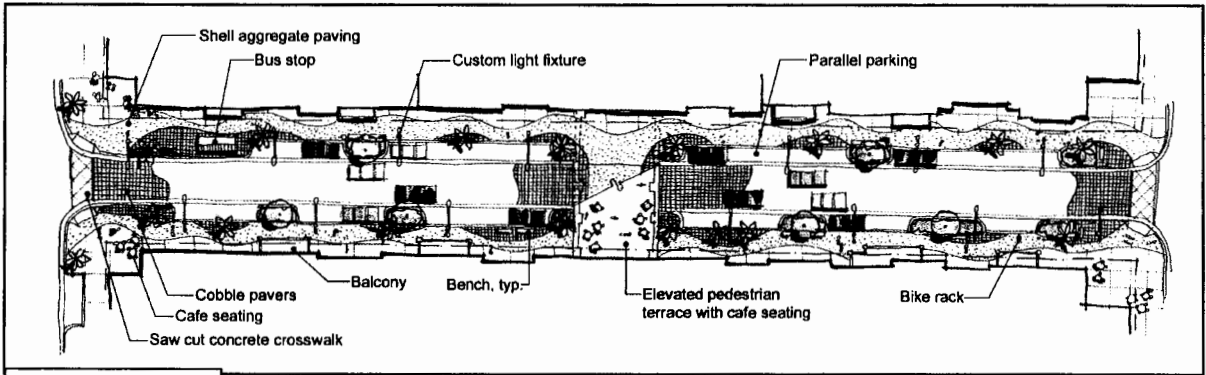 Shell aggregate paving
Bus stop
Custom light fixture
Parallel parking
Cobble pavers
Cafe seating
Saw cut concrete crosswalk
Balcony
Bench, typ.
Elevated pedestrian
terrace with cafe seating
Bike rack